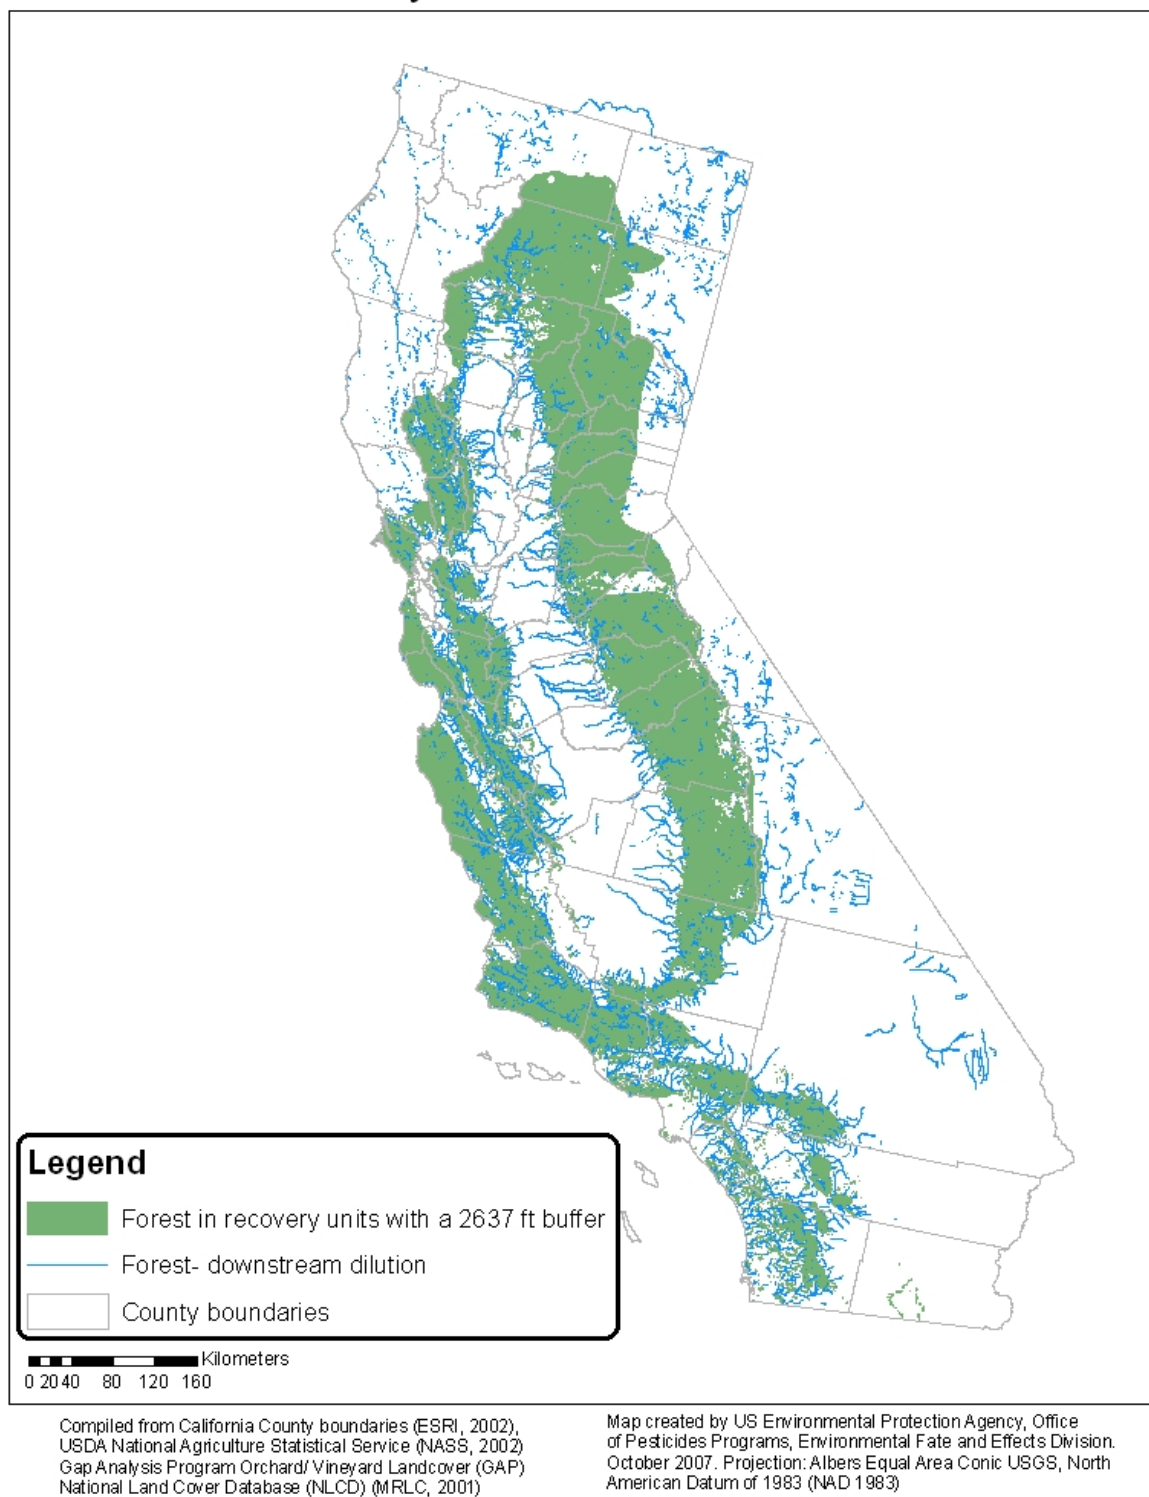 Legend
Forest in recovery units with a 2637 ft buffer
Forest- downstream dilution
County boundaries
Kilometers
0 20 40 80 120 160
Compiled from California County boundaries (ESRI, 2002),
USDA National Agriculture Statistical Service (NASS, 2002)
Gap Analysis Program Orchard/ Vineyard Landcover (GAP)
National Land Cover Database (NLCD) (MRLC, 2001)
Map created by US Environmental Protection Agency, Office
of Pesticides Programs, Environmental Fate and Effects Division.
October 2007. Projection: Albers Equal Area Conic USGS, North
American Datum of 1983 (NAD 1983)